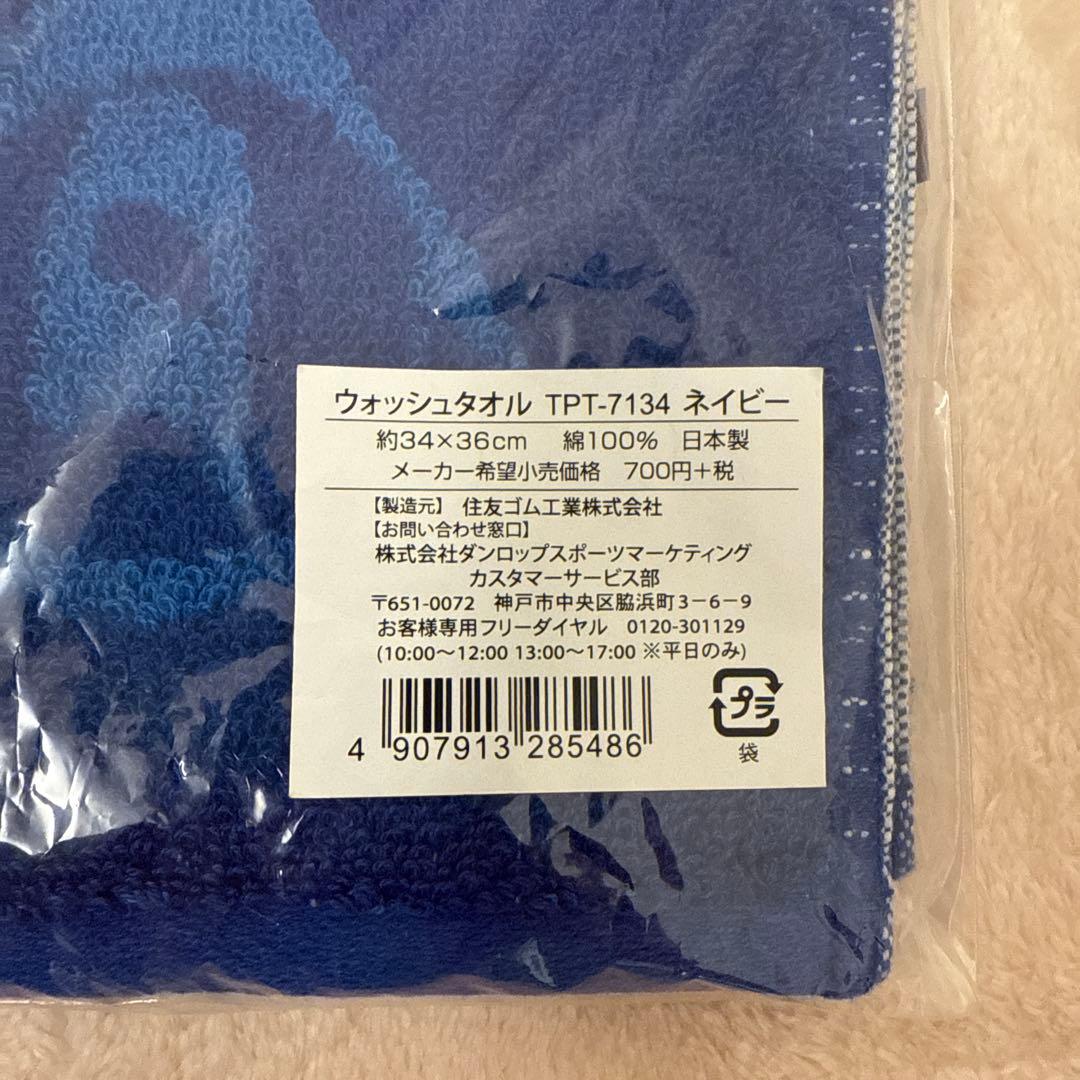 ウォッシュタオル TPT-7134 ネイビー
約34×36cm 綿100% 日本製
メーカー希望小売価格 700円+税
【製造元】 住友ゴム工業株式会社
【お問い合わせ窓口】
株式会社ダンロップスポーツマーケティング
カスタマーサービス部
〒651-0072 神戸市中央区脇浜町3-6-9
お客様専用フリーダイヤル 0120-301129
(10:00～12:00 13:00～17:00 ※平日のみ)
4 907913 285486
プラ
袋